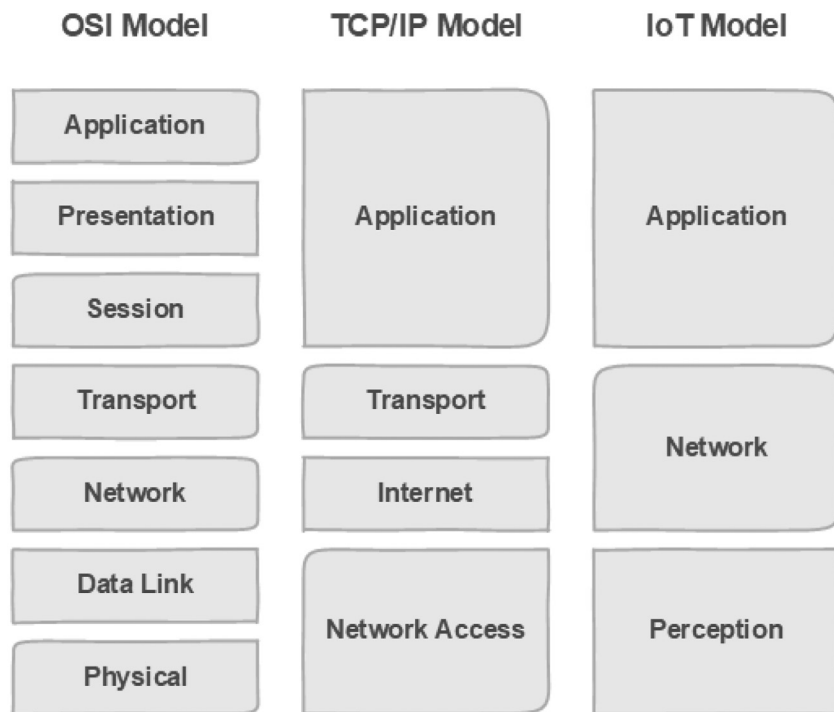 OSI Model
TCP/IP Model
IoT Model
Application
Presentation
Session
Transport
Network
Data Link
Physical
Application
Transport
Internet
Network Access
Application
Network
Perception